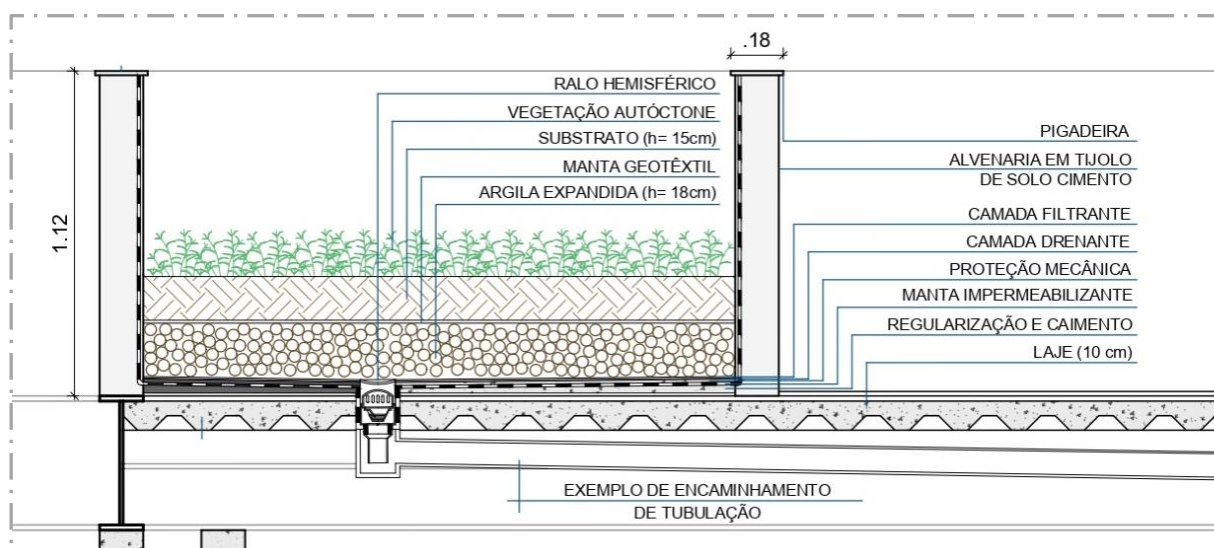 .18
RALO HEMISFÉRICO
VEGETAÇÃO AUTÓCTONE
SUBSTRATO (h= 15cm)
MANTA GEOTÊXTIL
ARGILA EXPANDIDA (h= 18cm)
1.12
PIGADEIRA
ALVENARIA EM TIJOLO
DE SOLO CIMENTO
CAMADA FILTRANTE
CAMADA DRENANTE
PROTEÇÃO MECÂNICA
MANTA IMPERMEABILIZANTE
REGULARIZAÇÃO E CAIMENTO
LAJE (10 cm)
EXEMPLO DE ENCAMINHAMENTO
DE TUBULAÇÃO